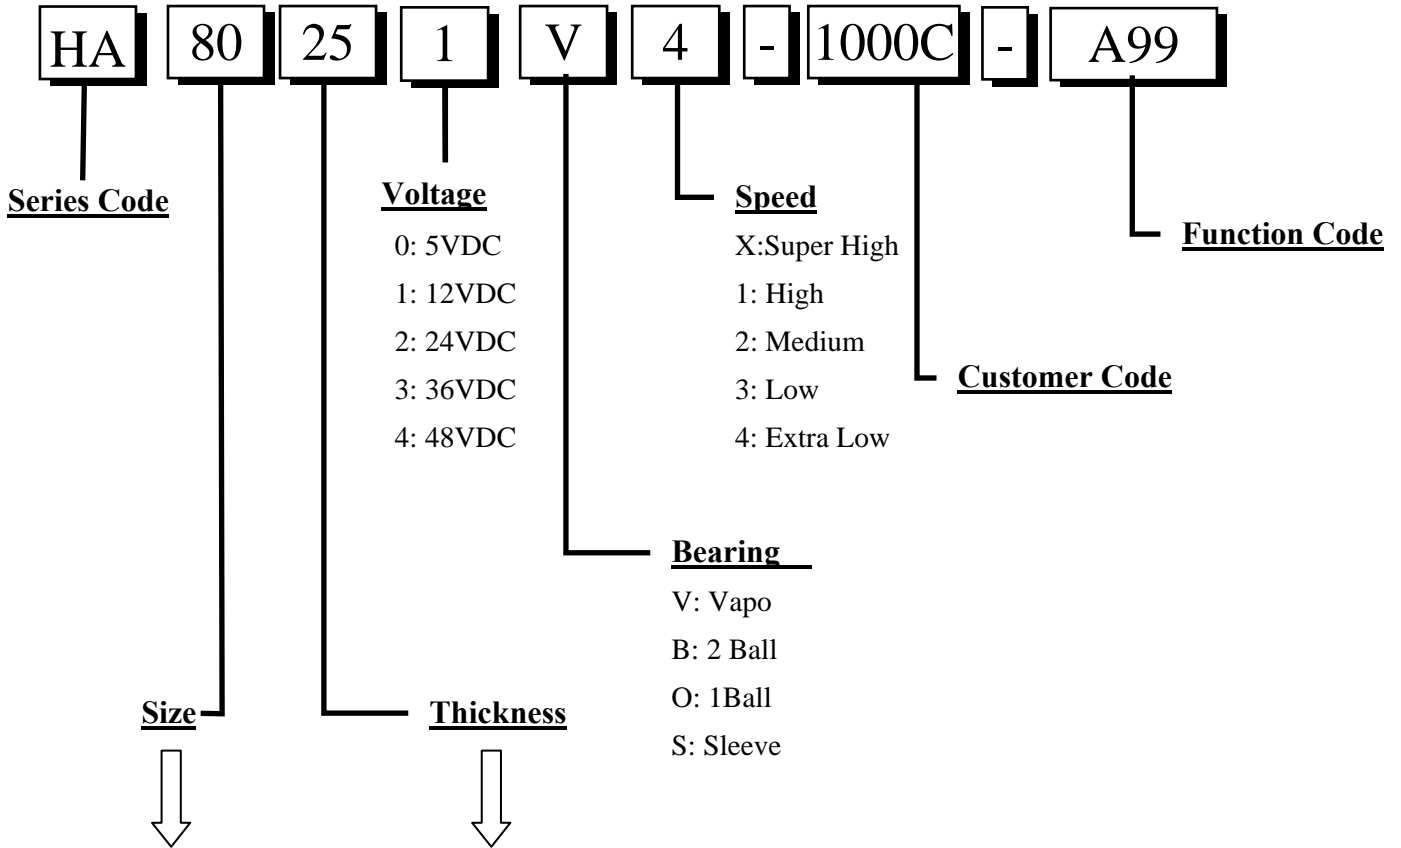 HA 80 25 1 V 4 - 1000C - A99
Series Code
Voltage
0: 5VDC
1: 12VDC
2: 24VDC
3: 36VDC
4: 48VDC
Speed
X:Super High
1: High
2: Medium
3: Low
4: Extra Low
Function Code
Customer Code
Bearing
V: Vapo
B: 2 Ball
O: 1Ball
S: Sleeve
Size
Thickness